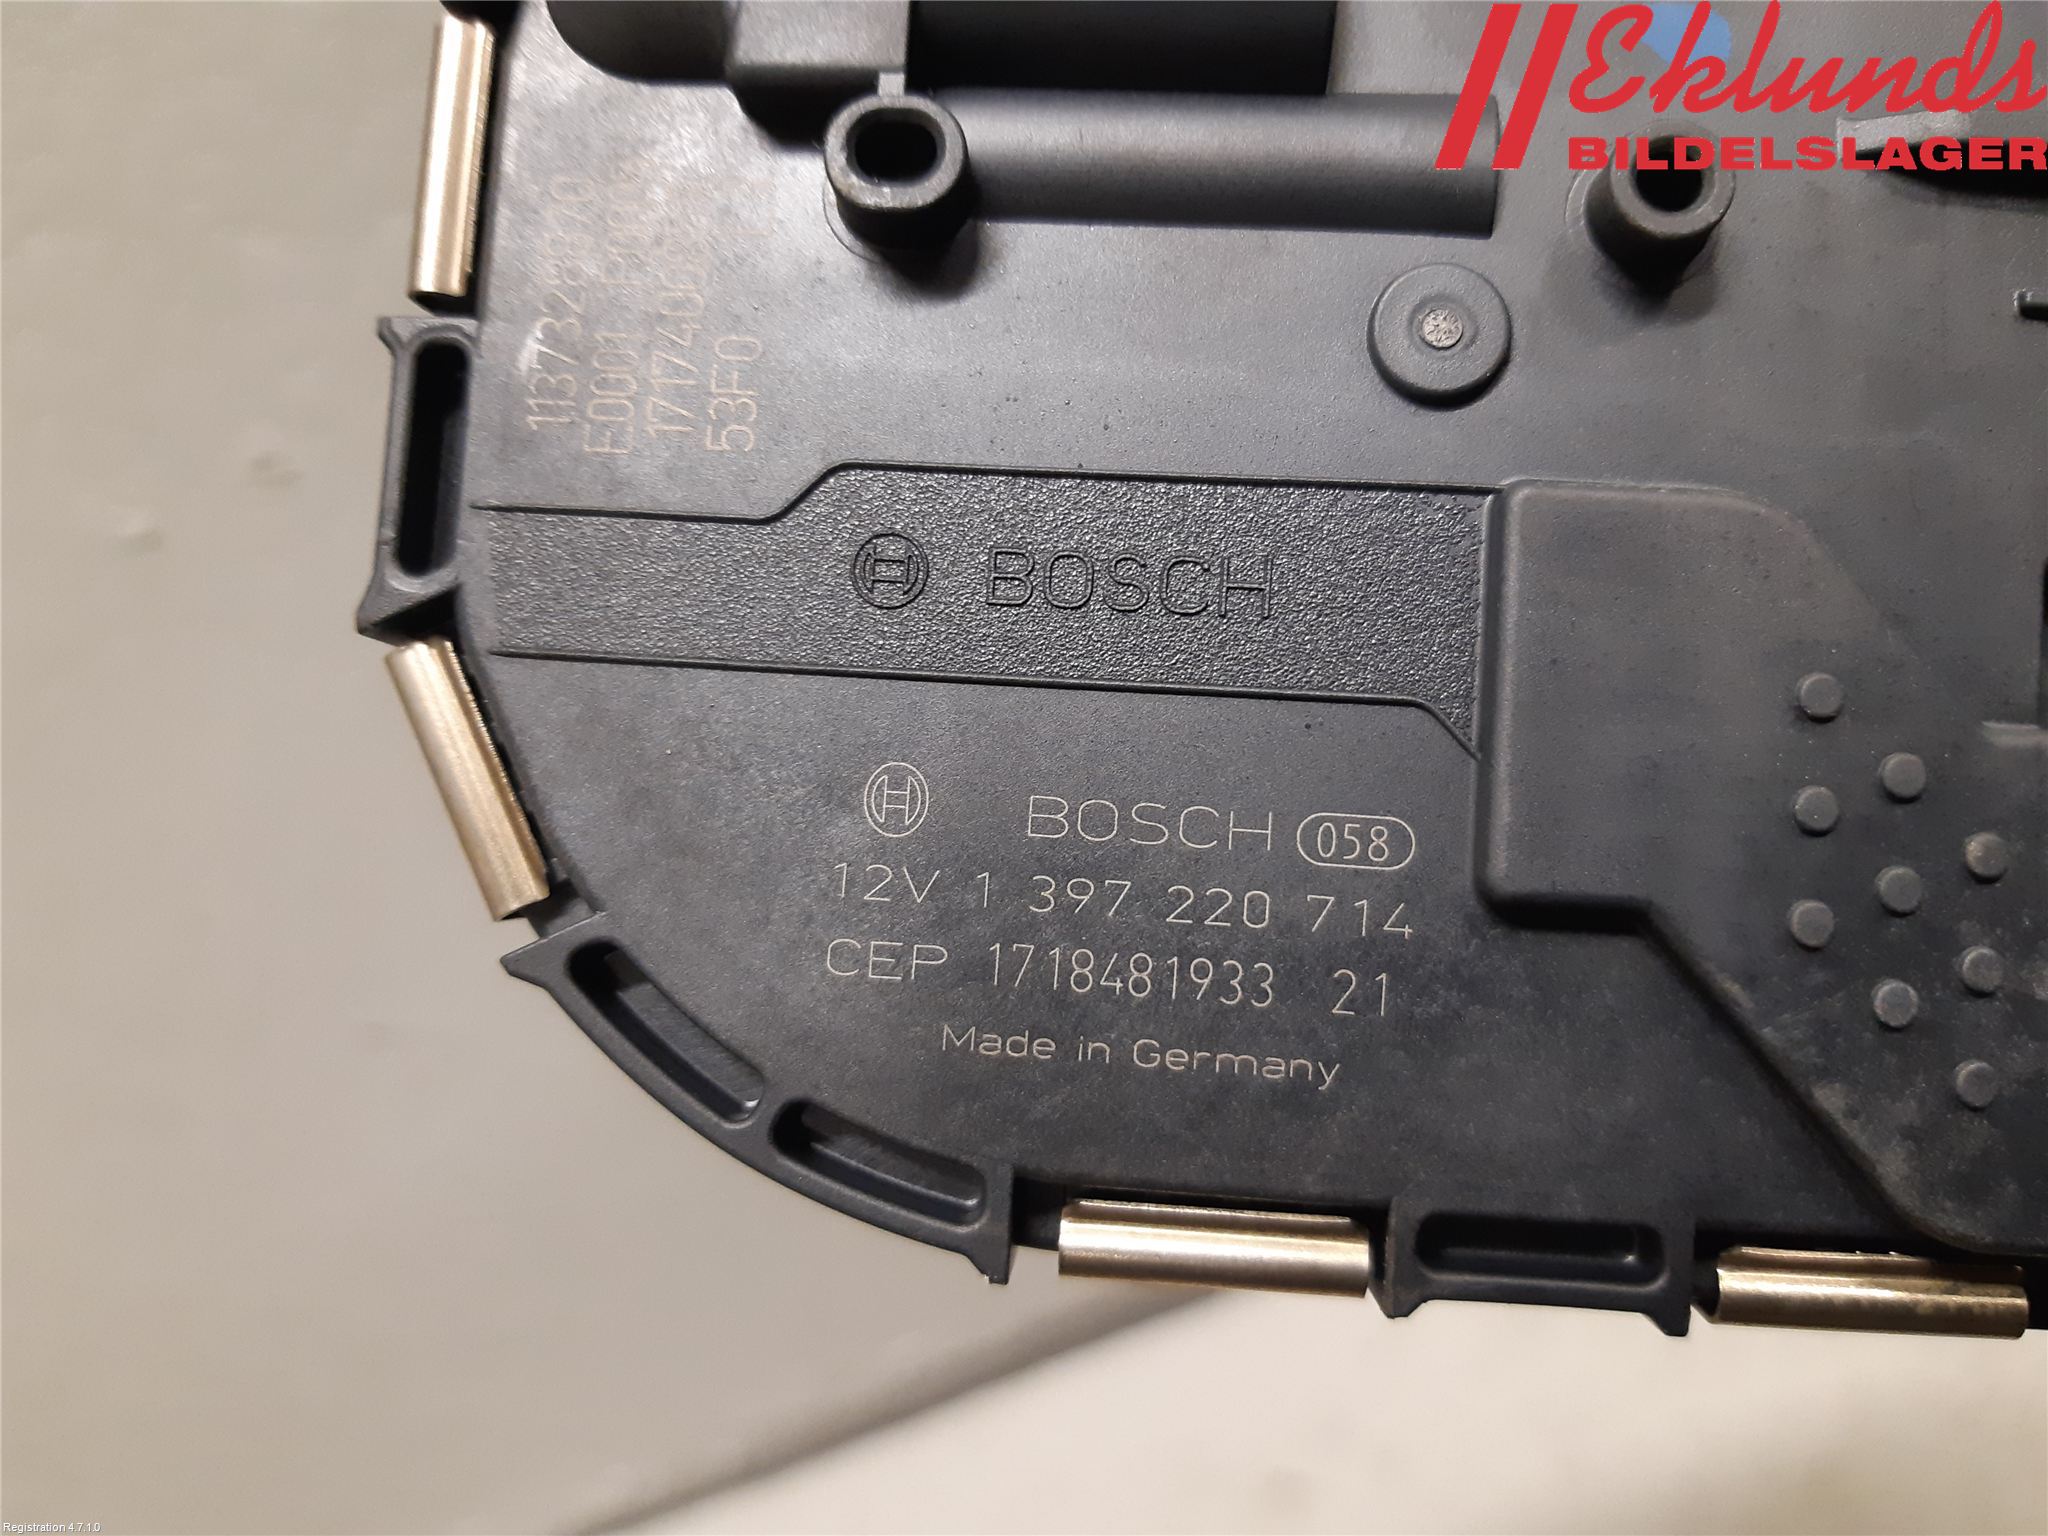 Eklunds
BILDELSLAGER
1137328870
53F0
BOSCH
BOSCH 058
12V 1 397 220 714
CEP 1718481933 21
Made in Germany
Registration 4.7.1.0